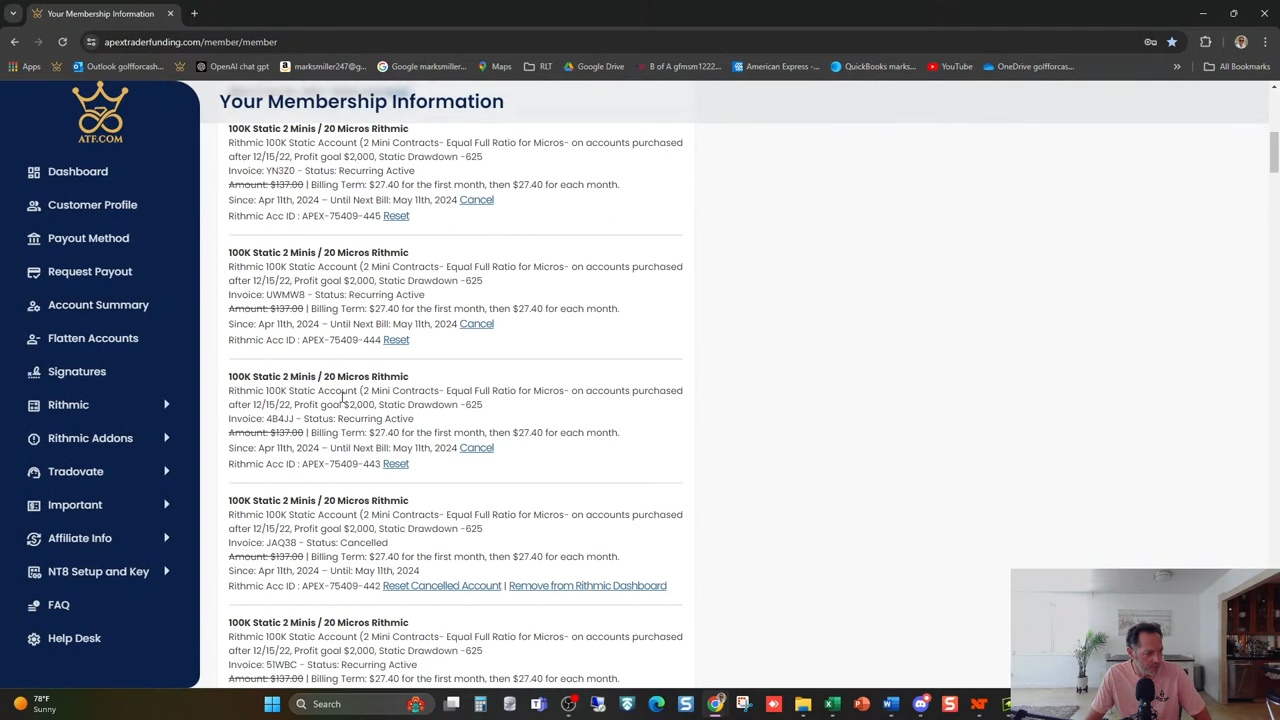 Your Membership Information
apextraderfunding.com/member/member
Apps
Outlook golfforcash...
OpenAI chat gpt
marksmiller247@g...
Google marksmiller...
Maps
RLT
Google Drive
B of A gfmsm1222...
American Express -...
QuickBooks marks...
YouTube
OneDrive golfforcas...
All Bookmarks
ATF.COM
Dashboard
Customer Profile
Payout Method
Request Payout
Account Summary
Flatten Accounts
Signatures
Rithmic
Rithmic Addons
Tradovate
Important
Affiliate Info
NT8 Setup and Key
FAQ
Help Desk
Your Membership Information
100K Static 2 Minis / 20 Micros Rithmic
Rithmic 100K Static Account (2 Mini Contracts- Equal Full Ratio for Micros- on accounts purchased
after 12/15/22, Profit goal $2,000, Static Drawdown -625
Invoice: YN3Z0 - Status: Recurring Active
Amount: $137.00 | Billing Term: $27.40 for the first month, then $27.40 for each month.
Since: Apr 11th, 2024 – Until Next Bill: May 11th, 2024 Cancel
Rithmic Acc ID : APEX-75409-445 Reset
100K Static 2 Minis / 20 Micros Rithmic
Rithmic 100K Static Account (2 Mini Contracts- Equal Full Ratio for Micros- on accounts purchased
after 12/15/22, Profit goal $2,000, Static Drawdown -625
Invoice: UWMW8 - Status: Recurring Active
Amount: $137.00 | Billing Term: $27.40 for the first month, then $27.40 for each month.
Since: Apr 11th, 2024 – Until Next Bill: May 11th, 2024 Cancel
Rithmic Acc ID : APEX-75409-444 Reset
100K Static 2 Minis / 20 Micros Rithmic
Rithmic 100K Static Account (2 Mini Contracts- Equal Full Ratio for Micros- on accounts purchased
after 12/15/22, Profit goal $2,000, Static Drawdown -625
Invoice: 4B4JJ - Status: Recurring Active
Amount: $137.00 | Billing Term: $27.40 for the first month, then $27.40 for each month.
Since: Apr 11th, 2024 – Until Next Bill: May 11th, 2024 Cancel
Rithmic Acc ID : APEX-75409-443 Reset
100K Static 2 Minis / 20 Micros Rithmic
Rithmic 100K Static Account (2 Mini Contracts- Equal Full Ratio for Micros- on accounts purchased
after 12/15/22, Profit goal $2,000, Static Drawdown -625
Invoice: JAQ38 - Status: Cancelled
Amount: $137.00 | Billing Term: $27.40 for the first month, then $27.40 for each month.
Since: Apr 11th, 2024 – Until: May 11th, 2024
Rithmic Acc ID : APEX-75409-442 Reset Cancelled Account | Remove from Rithmic Dashboard
100K Static 2 Minis / 20 Micros Rithmic
Rithmic 100K Static Account (2 Mini Contracts- Equal Full Ratio for Micros- on accounts purchased
after 12/15/22, Profit goal $2,000, Static Drawdown -625
Invoice: 51WBC - Status: Recurring Active
Amount: $137.00 | Billing Term: $27.40 for the first month, then $27.40 for each month.
78°F
Sunny
Search